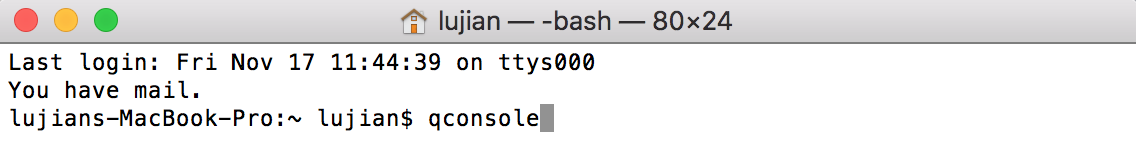 lujian — -bash — 80×24
Last login: Fri Nov 17 11:44:39 on ttys000
You have mail.
lujians-MacBook-Pro:~ lujian$ qconsole